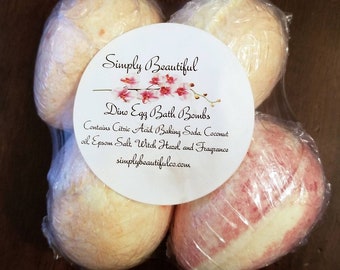 Simply Beautiful
Dino Egg Bath Bombs
Contains Citric Acid Baking Soda, Coconut
oil, Epsom Salt, Witch Hazel, and Fragrance
simplybeautifulco.com